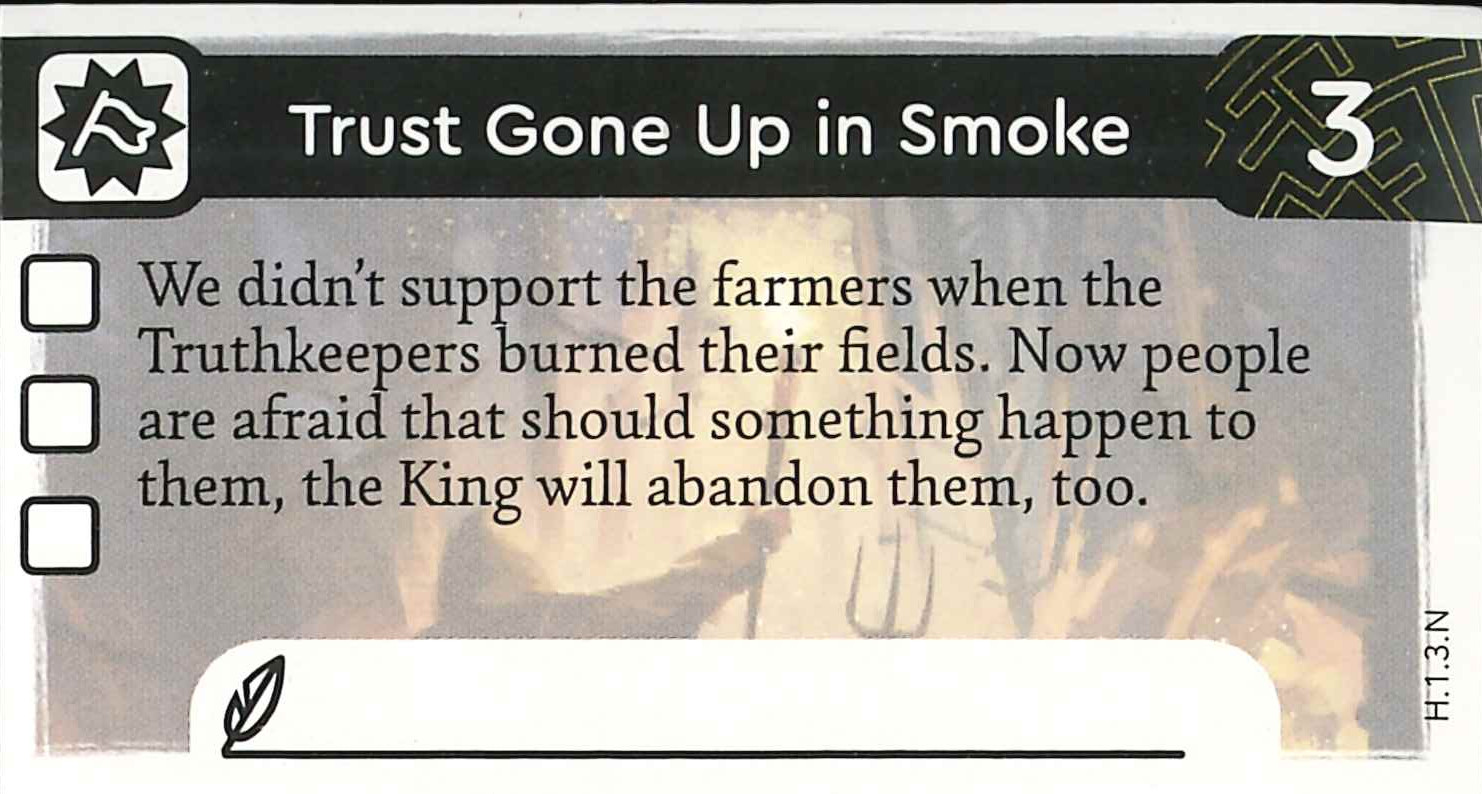 Trust Gone Up in Smoke
3
We didn't support the farmers when the
Truthkeepers burned their fields. Now people
are afraid that should something happen to
them, the King will abandon them, too.
H.1.3.N